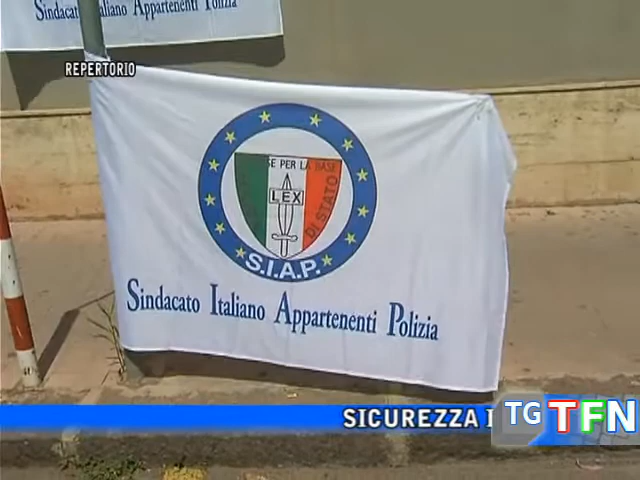 Sindacato Italiano Appartenenti Polizia
REPERTORIO
SE PER LA BASE
LEX
DI STATO
S.I.A.P.
Sindacato Italiano Appartenenti Polizia
SICUREZZA
TG TFN